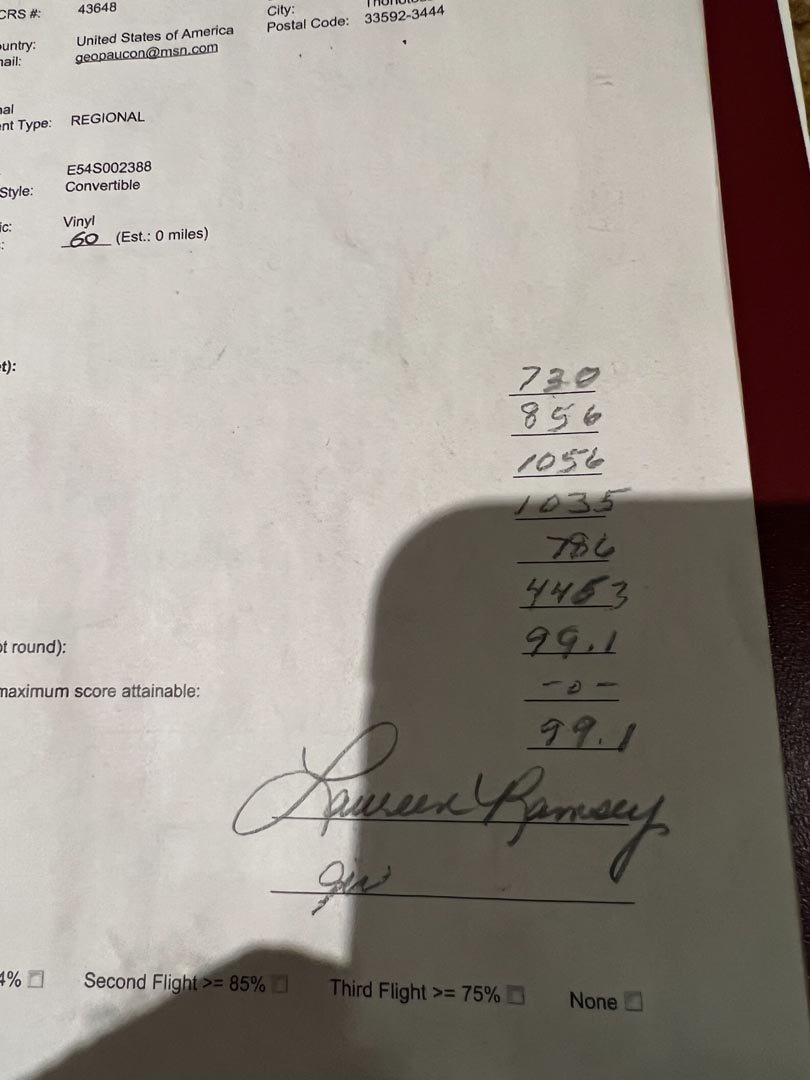 CRS #: 43648
City:
Postal Code: 33592-3444
untry: United States of America
ail: geopaucon@msn.com
nt Type: REGIONAL
E54S002388
Style: Convertible
ic: Vinyl
: 60 (Est.: 0 miles)
t):
730
856
1056
1035
786
4463
ot round): 99.1
maximum score attainable: -0-
99.1
Laureen Ramsey
4% Second Flight >= 85% Third Flight >= 75% None